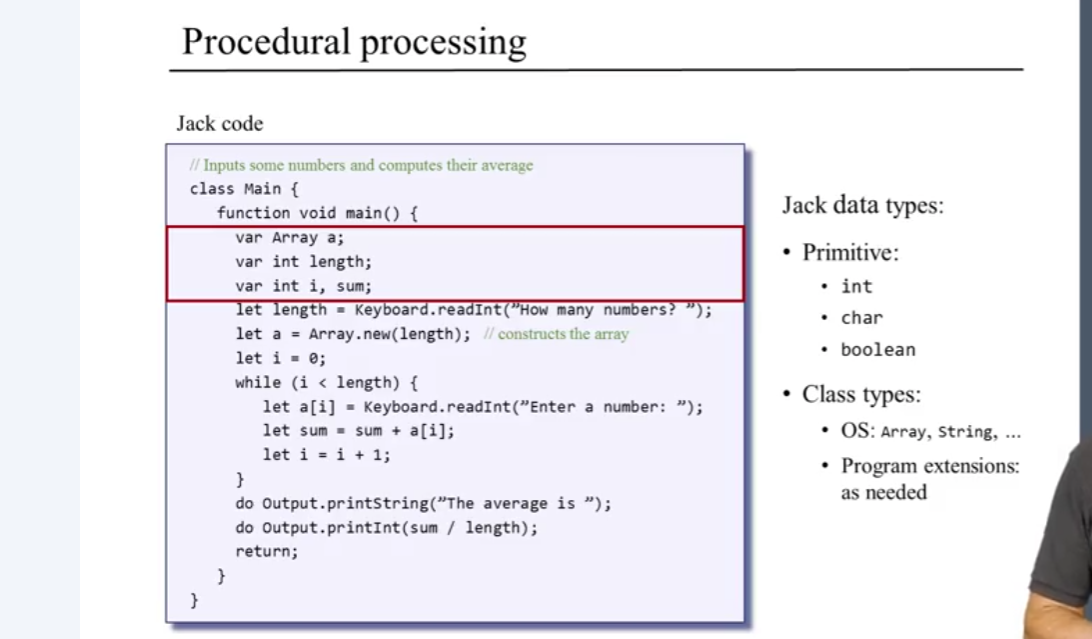 Procedural processing
Jack code
// Inputs some numbers and computes their average
class Main {
function void main() {
var Array a;
var int length;
var int i, sum;
let length = Keyboard.readInt(”How many numbers? ”);
let a = Array.new(length); // constructs the array
let i = 0;
while (i < length) {
let a[i] = Keyboard.readInt(”Enter a number: ”);
let sum = sum + a[i];
let i = i + 1;
}
do Output.printString(”The average is ”);
do Output.printInt(sum / length);
return;
}
}
Jack data types:
• Primitive:
• int
• char
• boolean
• Class types:
• OS: Array, String, ...
• Program extensions:
as needed